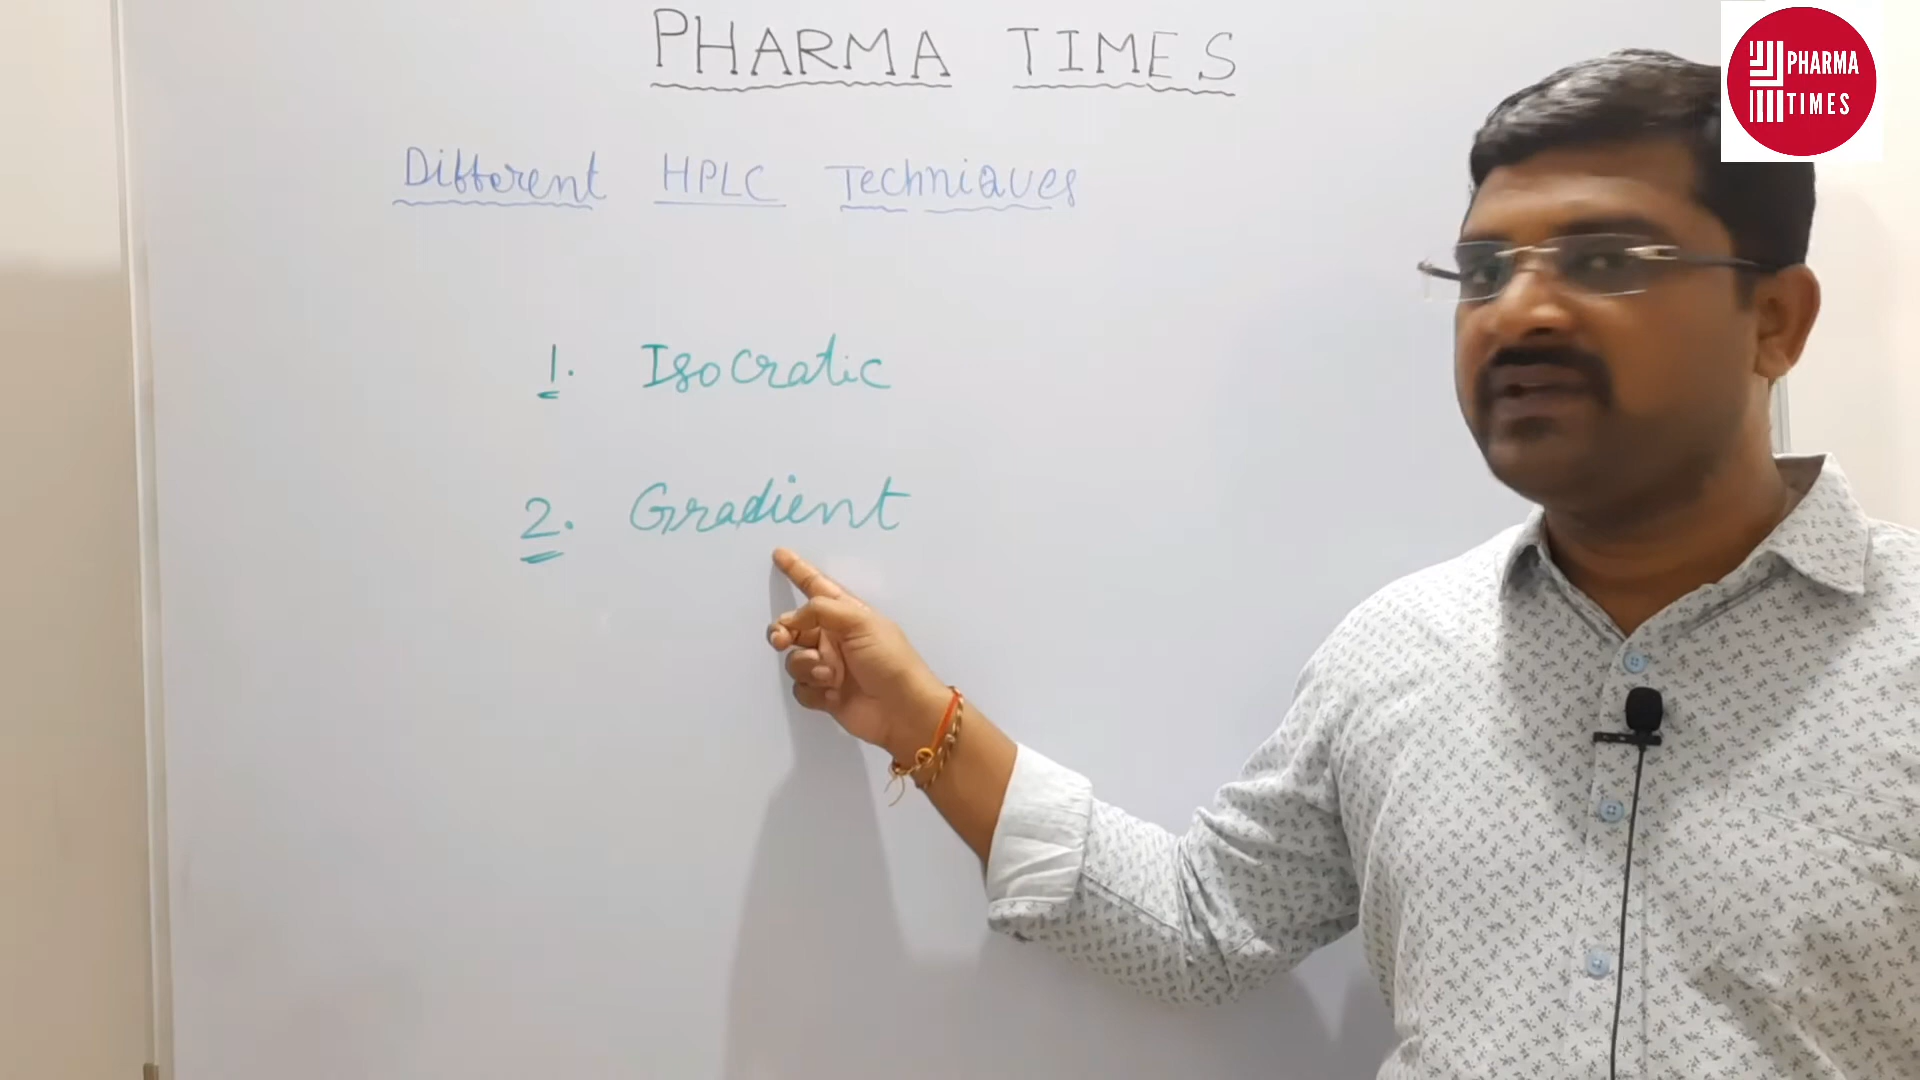 PHARMA TIMES
PHARMA
TIMES
Different HPLC Techniques
1. Isocratic
2. Gradient